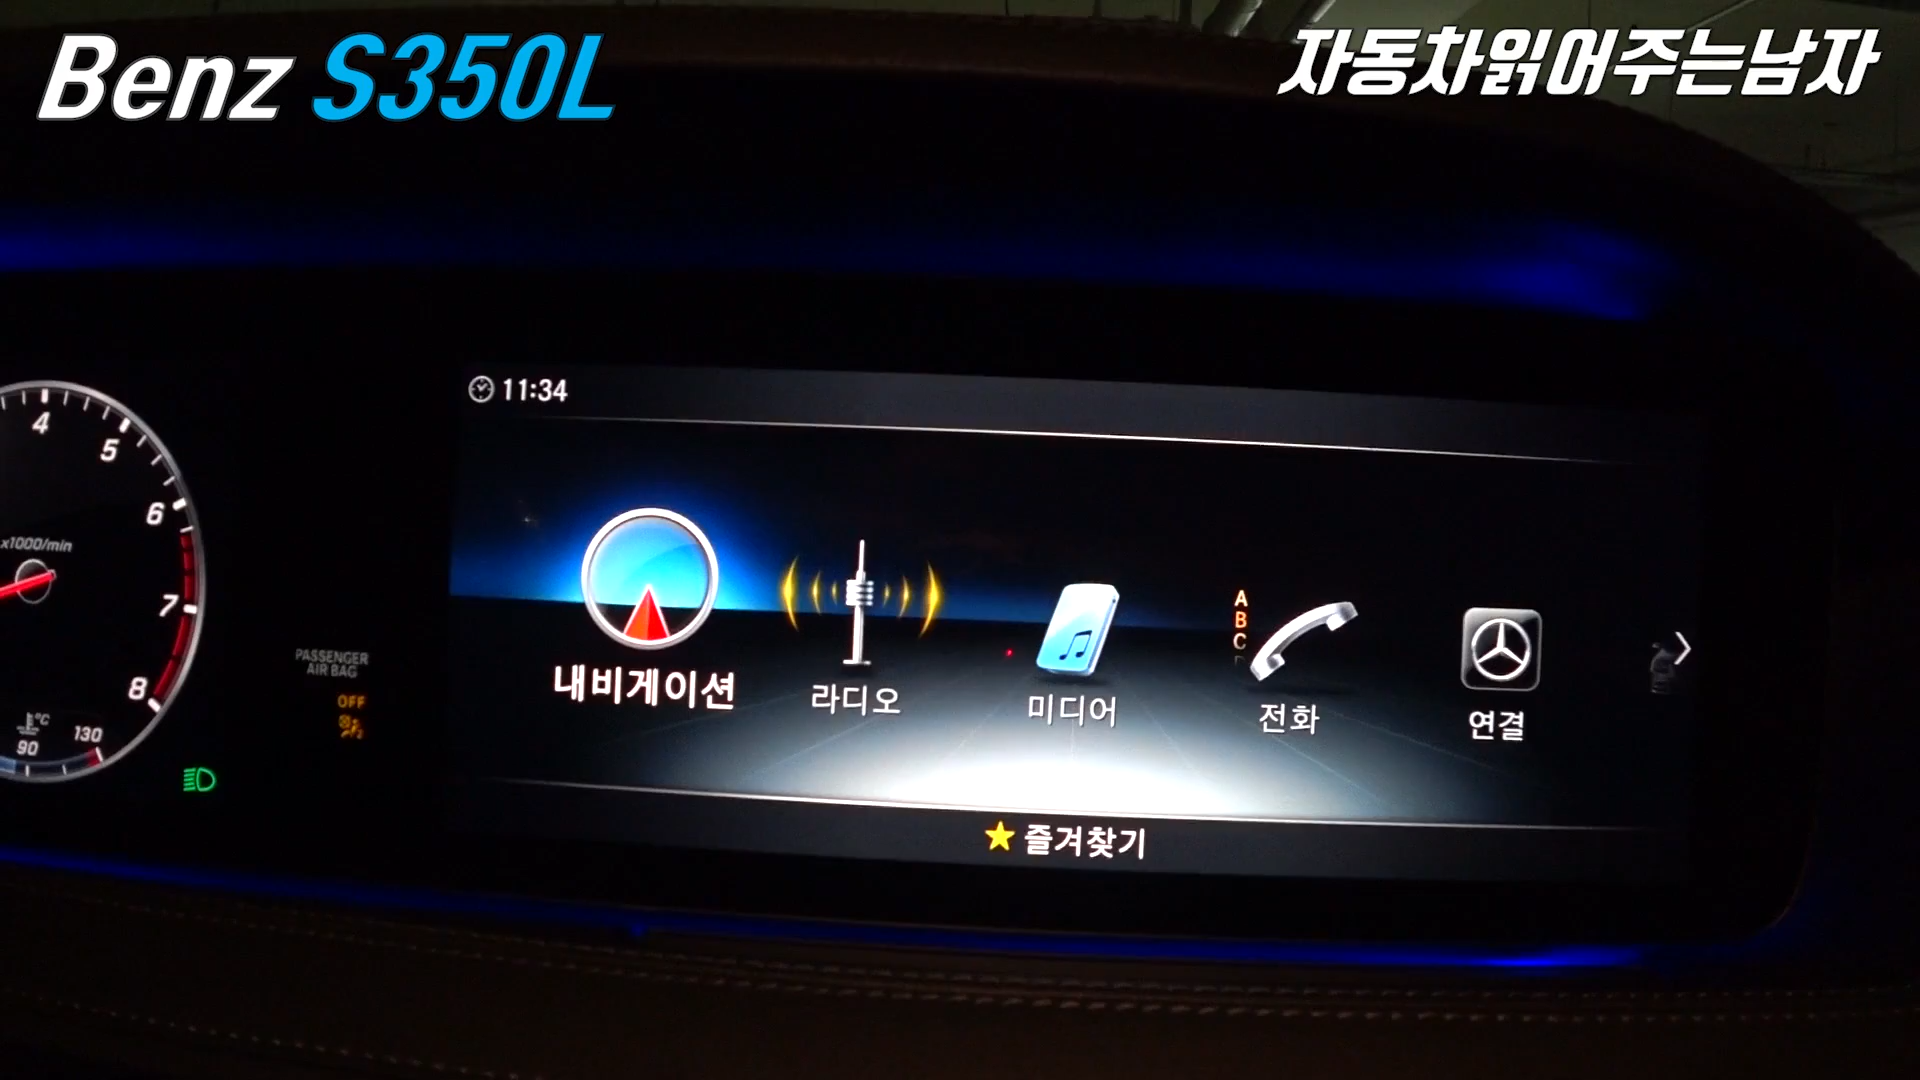 Benz S350L
자동차읽어주는남자
11:34
4
5
6
x1000/min
7
8
PASSENGER
AIR BAG
OFF
°C
90
130
A
B
C
D
내비게이션
라디오
미디어
전화
연결
즐겨찾기